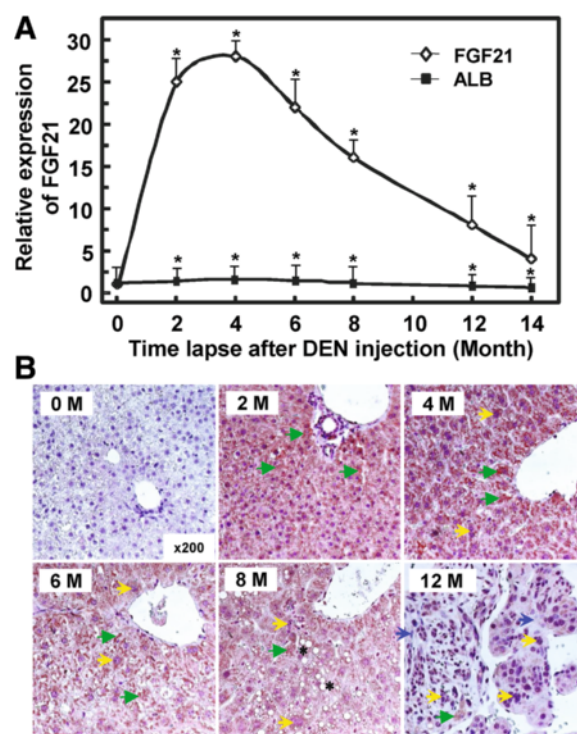 A
Relative expression
of FGF21
30
25
20
15
10
5
0
FGF21
ALB
* * * * * *
* * * * * *
0 2 4 6 8 10 12 14
Time lapse after DEN injection (Month)
B
0 M
x200
2 M
4 M
6 M
8 M
* *
12 M